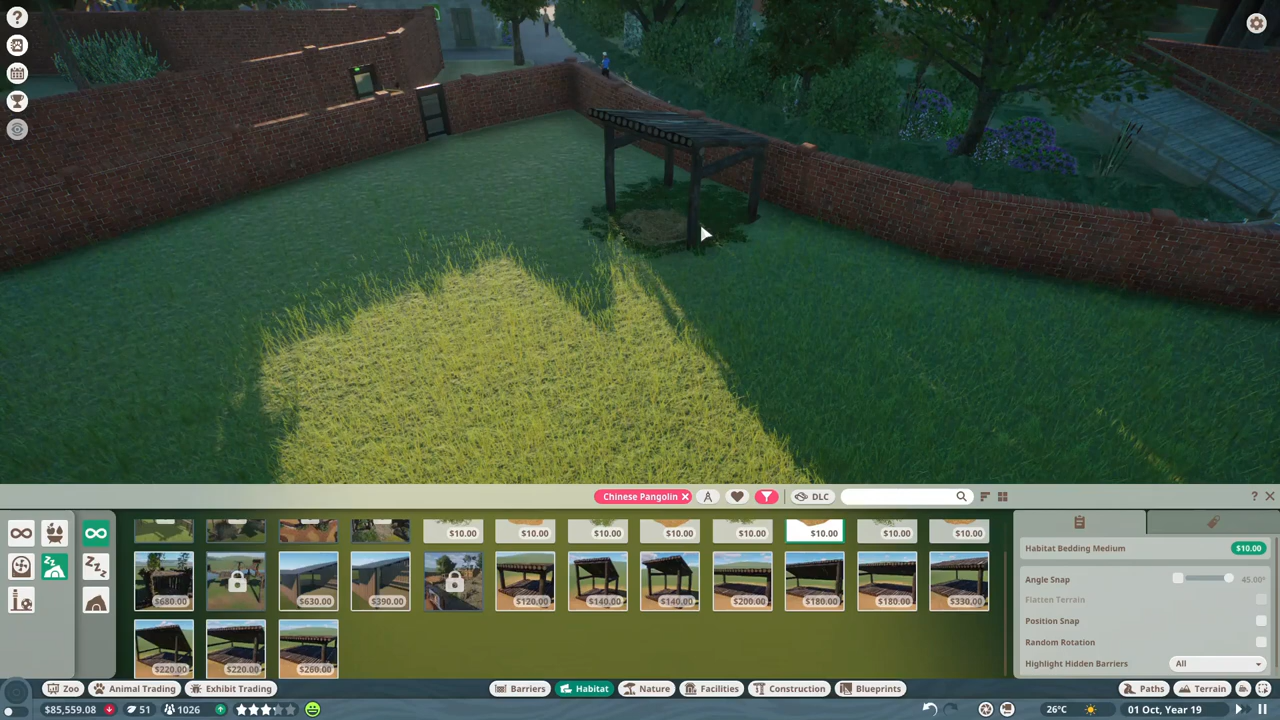 Chinese Pangolin ×
DLC
$10.00 $10.00 $10.00 $10.00 $10.00 $10.00 $10.00 $10.00
$680.00 $630.00 $390.00 $120.00 $140.00 $140.00 $200.00 $180.00 $180.00 $330.00
$220.00 $220.00 $260.00
Habitat Bedding Medium $10.00
Angle Snap 45.00°
Flatten Terrain
Position Snap
Random Rotation
Highlight Hidden Barriers All
Zoo Animal Trading Exhibit Trading Barriers Habitat Nature Facilities Construction Blueprints Paths Terrain
$85,559.08 51 1026 26°C 01 Oct, Year 19